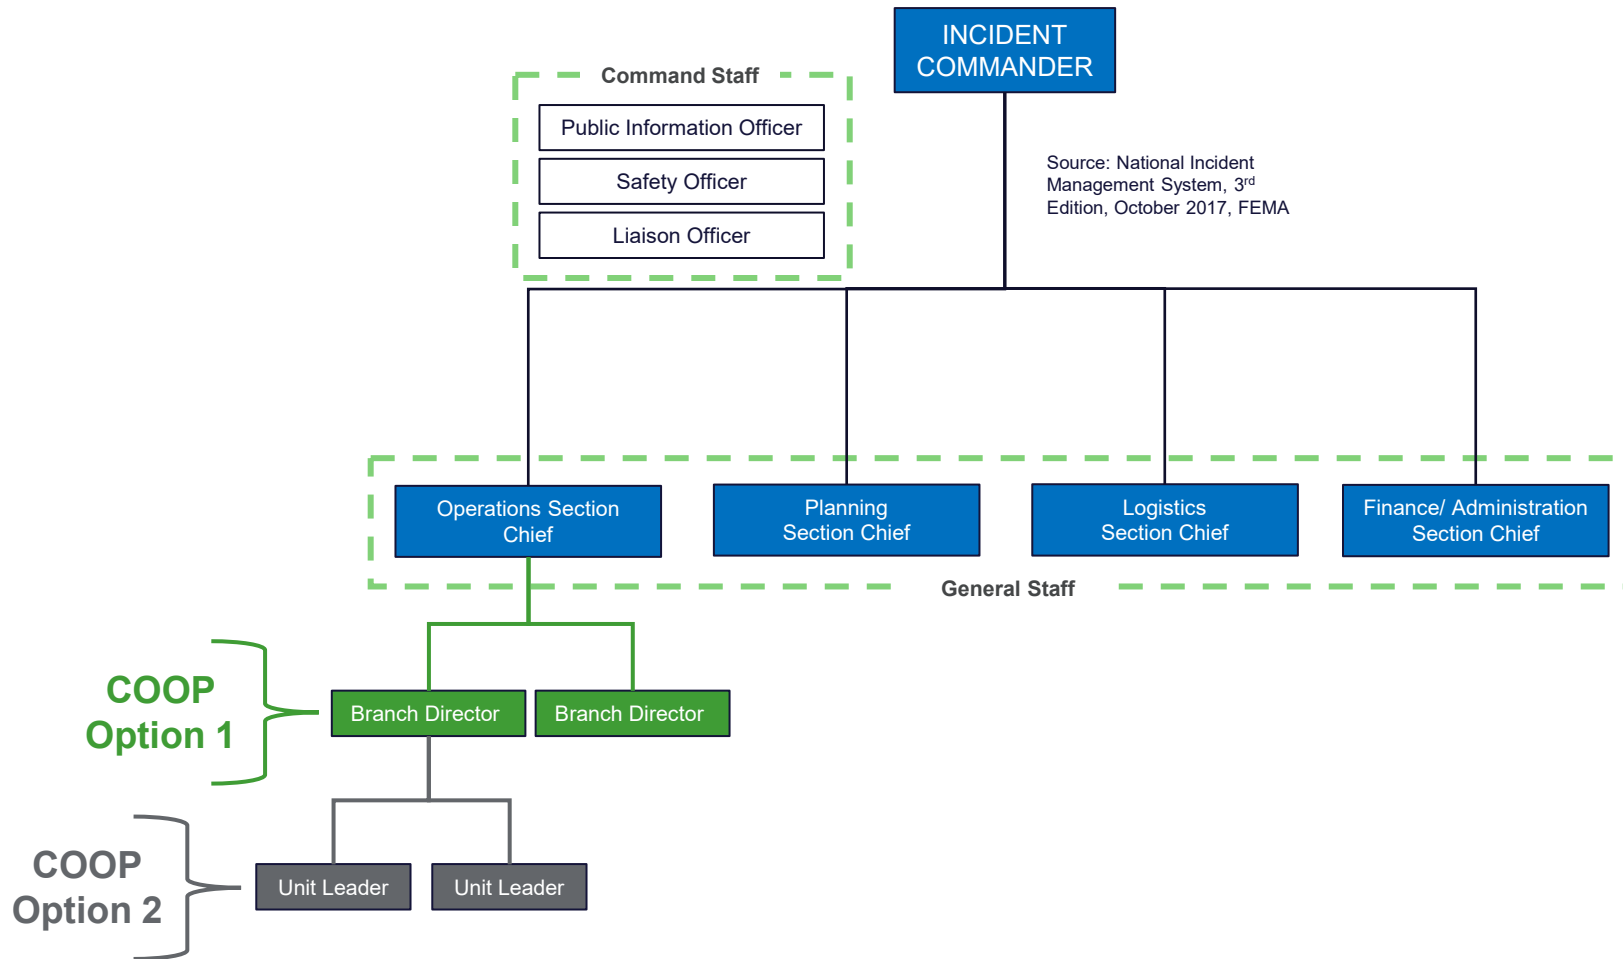 INCIDENT
COMMANDER
Command Staff
Public Information Officer
Safety Officer
Liaison Officer
Source: National Incident
Management System, 3rd
Edition, October 2017, FEMA
Operations Section
Chief
Planning
Section Chief
Logistics
Section Chief
Finance/ Administration
Section Chief
General Staff
COOP
Option 1
Branch Director
Branch Director
COOP
Option 2
Unit Leader
Unit Leader